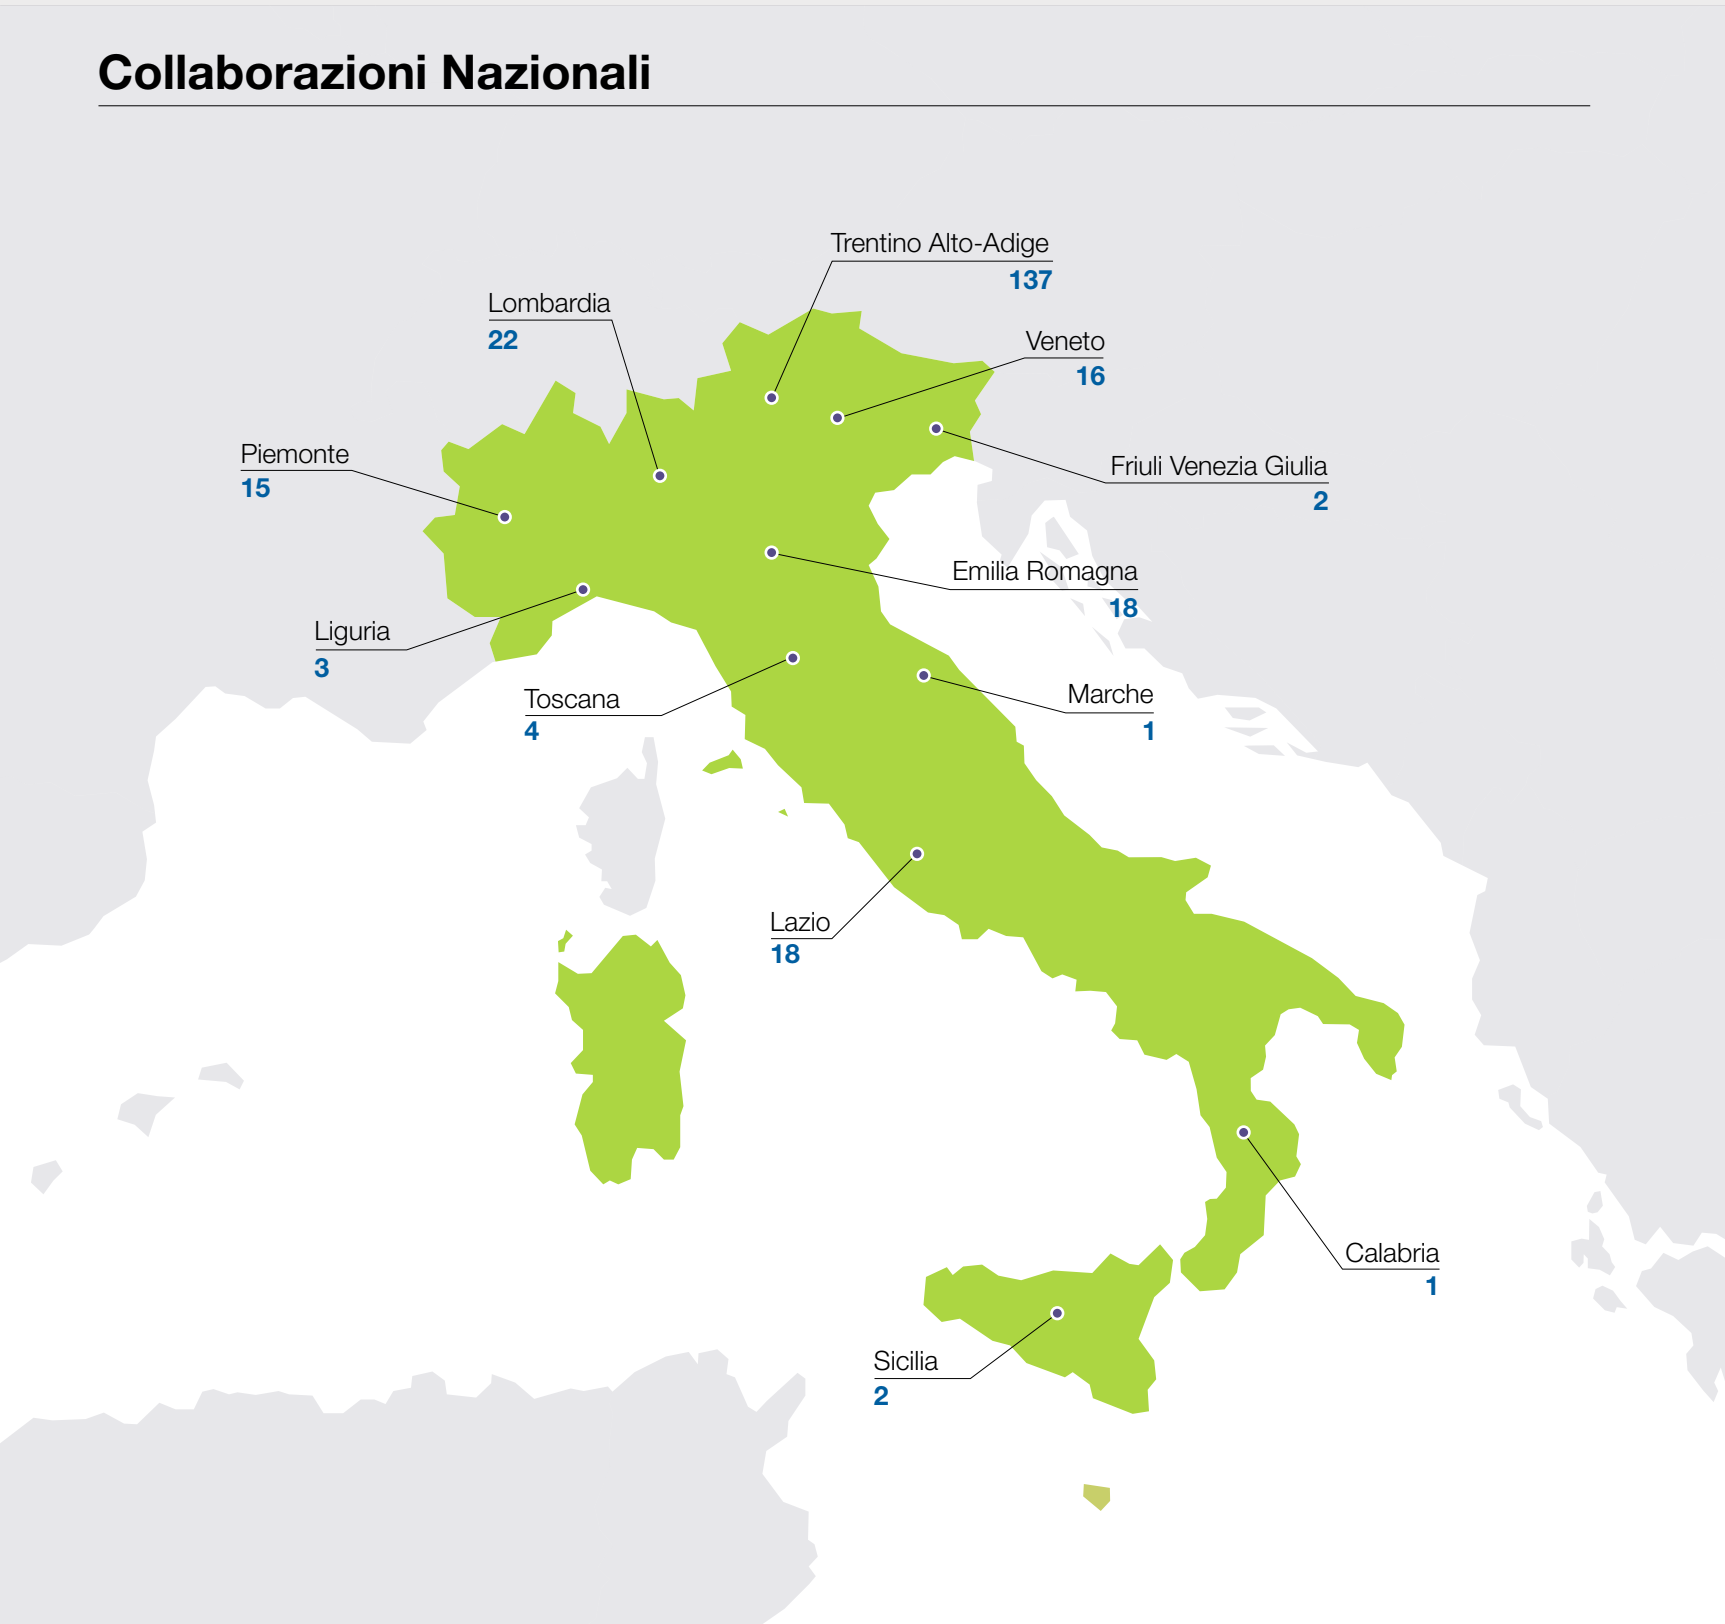 Collaborazioni Nazionali
Trentino Alto-Adige
137
Lombardia
22
Veneto
16
Piemonte
15
Friuli Venezia Giulia
2
Emilia Romagna
18
Liguria
3
Toscana
4
Marche
1
Lazio
18
Calabria
1
Sicilia
2